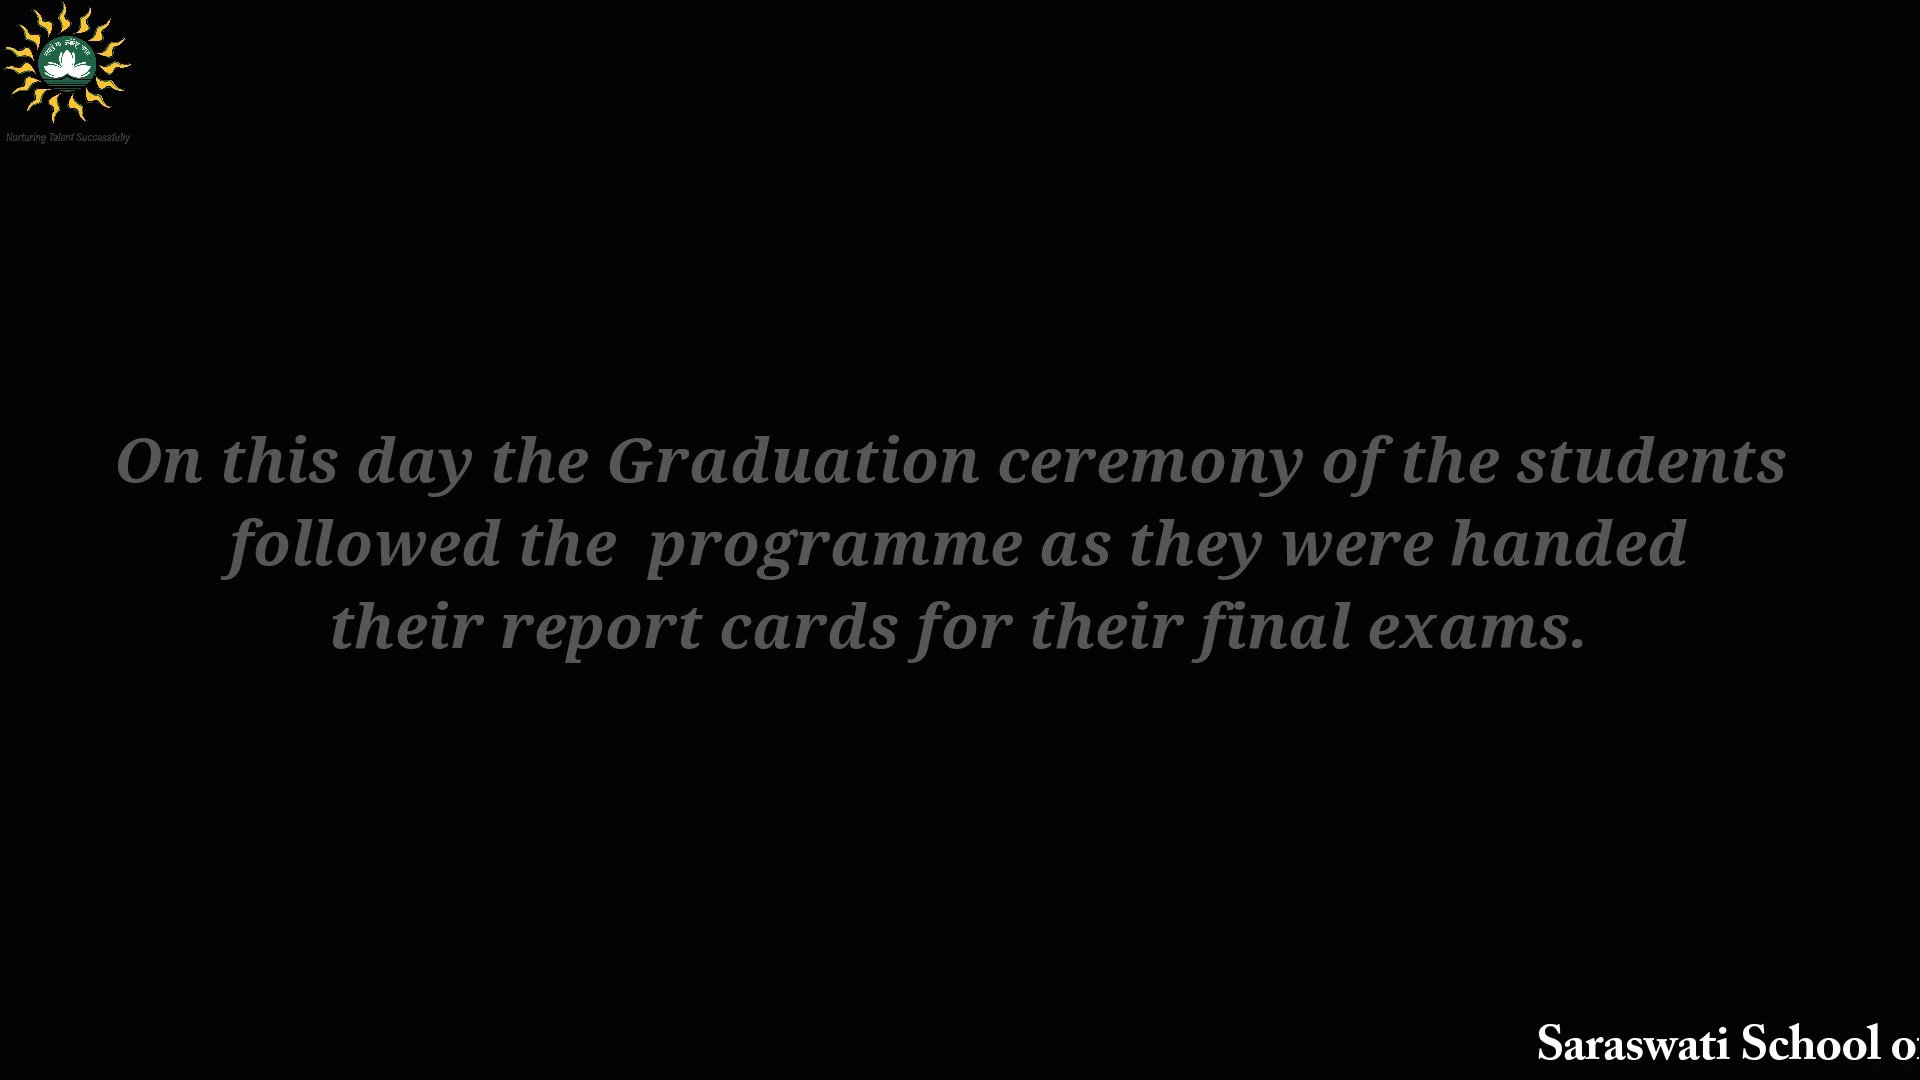 Nurturing Talent Successfully
On this day the Graduation ceremony of the students
followed the  programme as they were handed
their report cards for their final exams.
Saraswati School